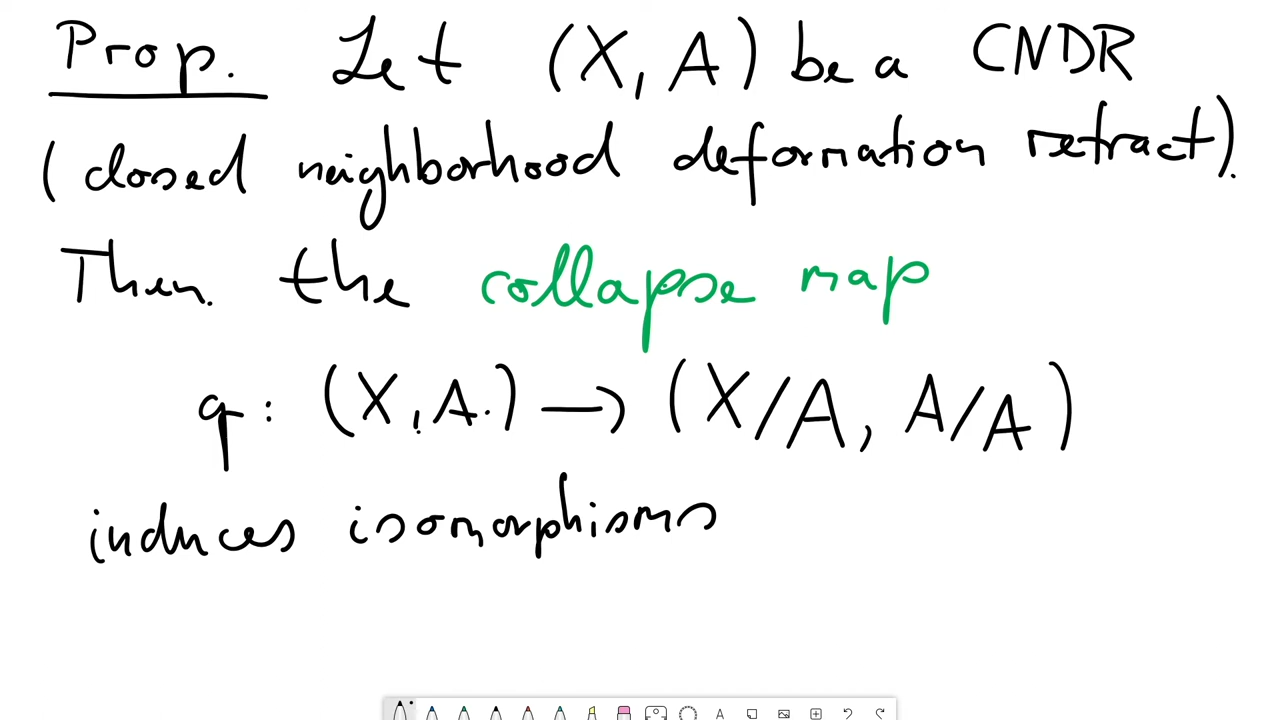 Prop. Let (X, A) be a CNDR
(closed neighborhood deformation retract).
Then the collapse map
q: (X, A) → (X/A, A/A)
induces isomorphisms